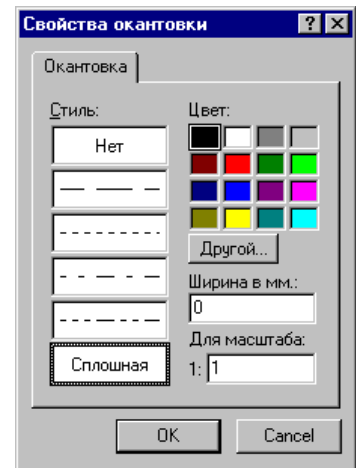 Свойства окантовки
Окантовка
Стиль:
Цвет:
Нет
Другой...
Ширина в мм.:
0
Для масштаба:
Сплошная
1: 1
OK
Cancel